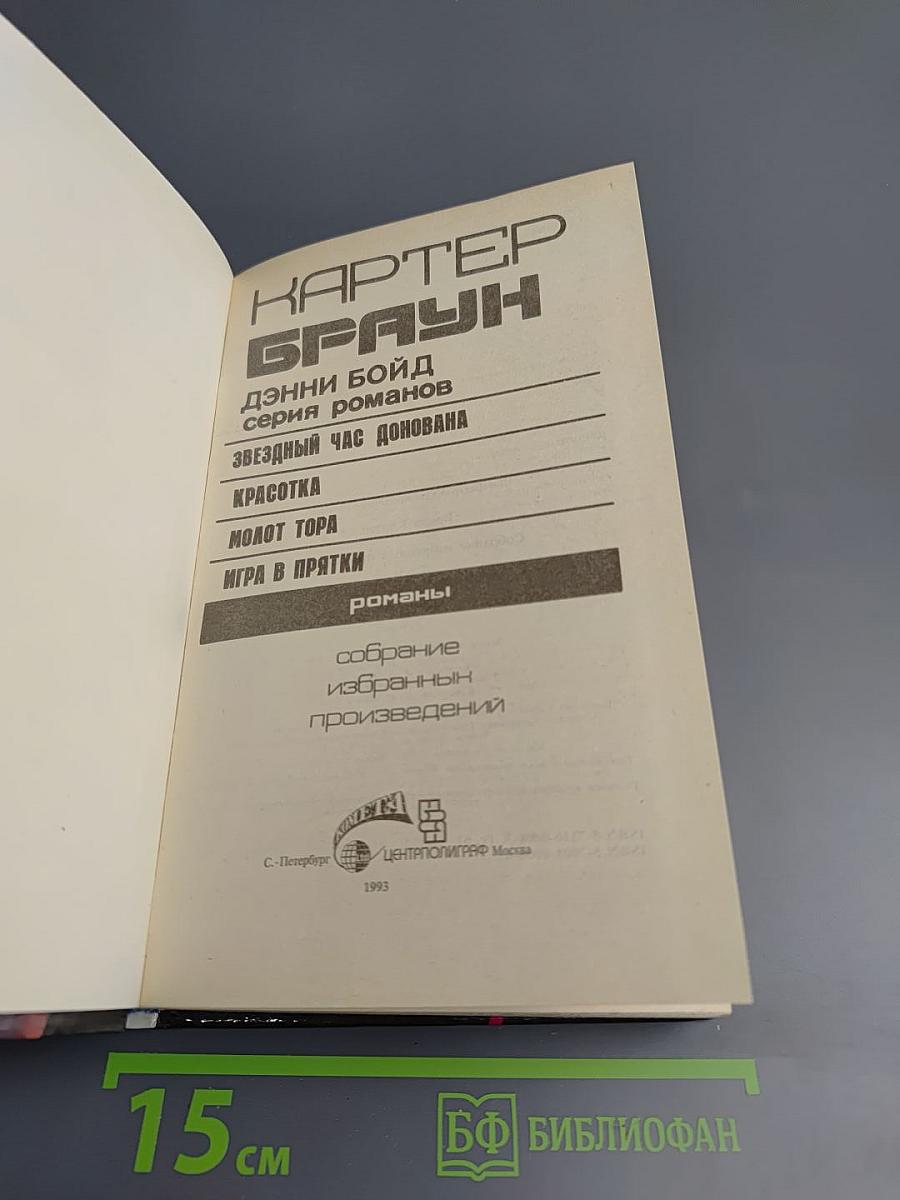 КАРТЕР
БРАУН
ДЭННИ БОЙД
серия романов
ЗВЕЗДНЫЙ ЧАС ДОНОВАНА
КРАСОТКА
МОЛОТ ТОРА
ИГРА В ПРЯТКИ
романы
собрание
избранных
произведений
С.-Петербург
ЦЕНТРПОЛИГРАФ Москва
1993
15 см
БФ БИБЛИОФАН